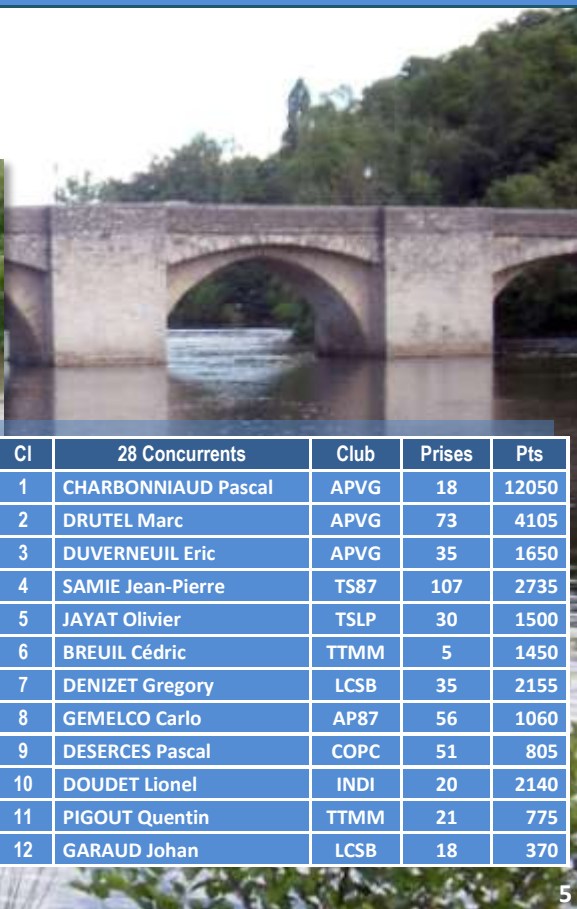 Cl 28 Concurrents Club Prises Pts
1 CHARBONNIAUD Pascal APVG 18 12050
2 DRUTEL Marc APVG 73 4105
3 DUVERNEUIL Eric APVG 35 1650
4 SAMIE Jean-Pierre TS87 107 2735
5 JAYAT Olivier TSLP 30 1500
6 BREUIL Cédric TTMM 5 1450
7 DENIZET Gregory LCSB 35 2155
8 GEMELCO Carlo AP87 56 1060
9 DESERCES Pascal COPC 51 805
10 DOUDET Lionel INDI 20 2140
11 PIGOUT Quentin TTMM 21 775
12 GARAUD Johan LCSB 18 370
5